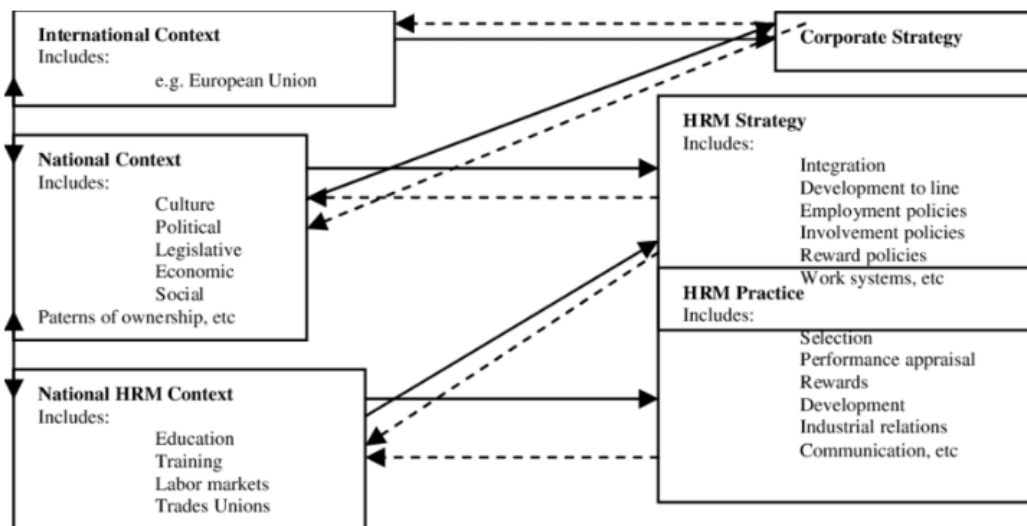 International Context
Includes:
e.g. European Union
National Context
Includes:
Culture
Political
Legislative
Economic
Social
Paterns of ownership, etc
National HRM Context
Includes:
Education
Training
Labor markets
Trades Unions
Corporate Strategy
HRM Strategy
Includes:
Integration
Development to line
Employment policies
Involvement policies
Reward policies
Work systems, etc
HRM Practice
Includes:
Selection
Performance appraisal
Rewards
Development
Industrial relations
Communication, etc